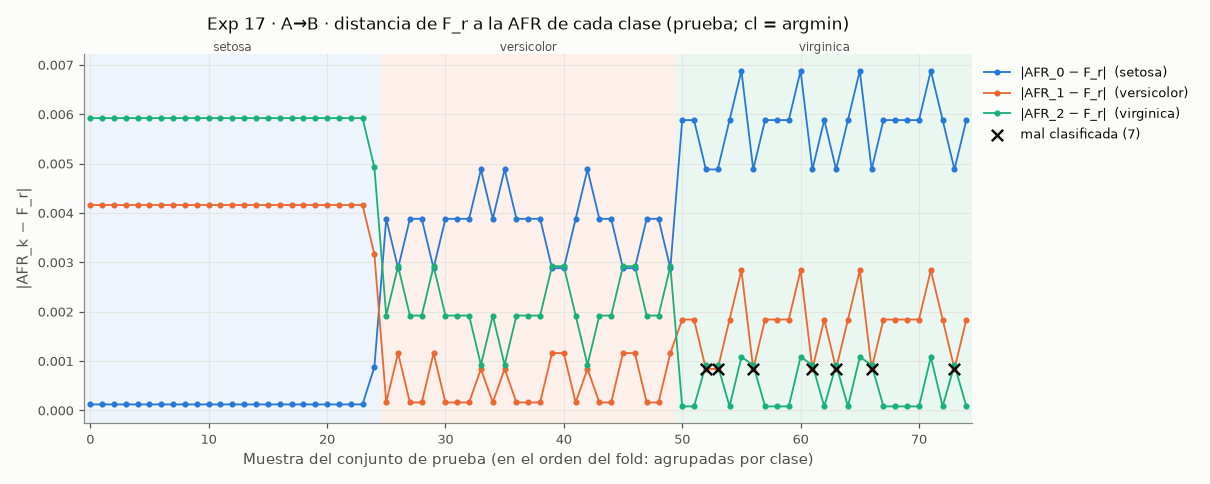 Exp 17 · A→B · distancia de F_r a la AFR de cada clase (prueba; cl = argmin)
setosa
versicolor
virginica
|AFR_0 − F_r| (setosa)
|AFR_1 − F_r| (versicolor)
|AFR_2 − F_r| (virginica)
mal clasificada (7)
|AFR_k − F_r|
0.007
0.006
0.005
0.004
0.003
0.002
0.001
0.000
0 10 20 30 40 50 60 70
Muestra del conjunto de prueba (en el orden del fold: agrupadas por clase)